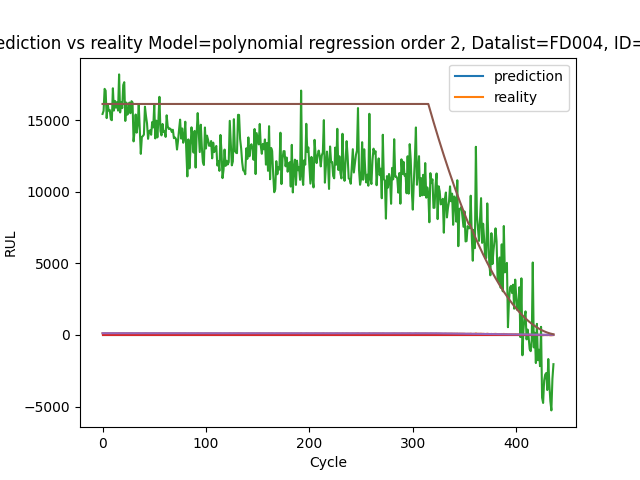 ediction vs reality Model=polynomial regression order 2, Datalist=FD004, ID=
prediction
reality
15000
10000
5000
0
−5000
RUL
0 100 200 300 400
Cycle